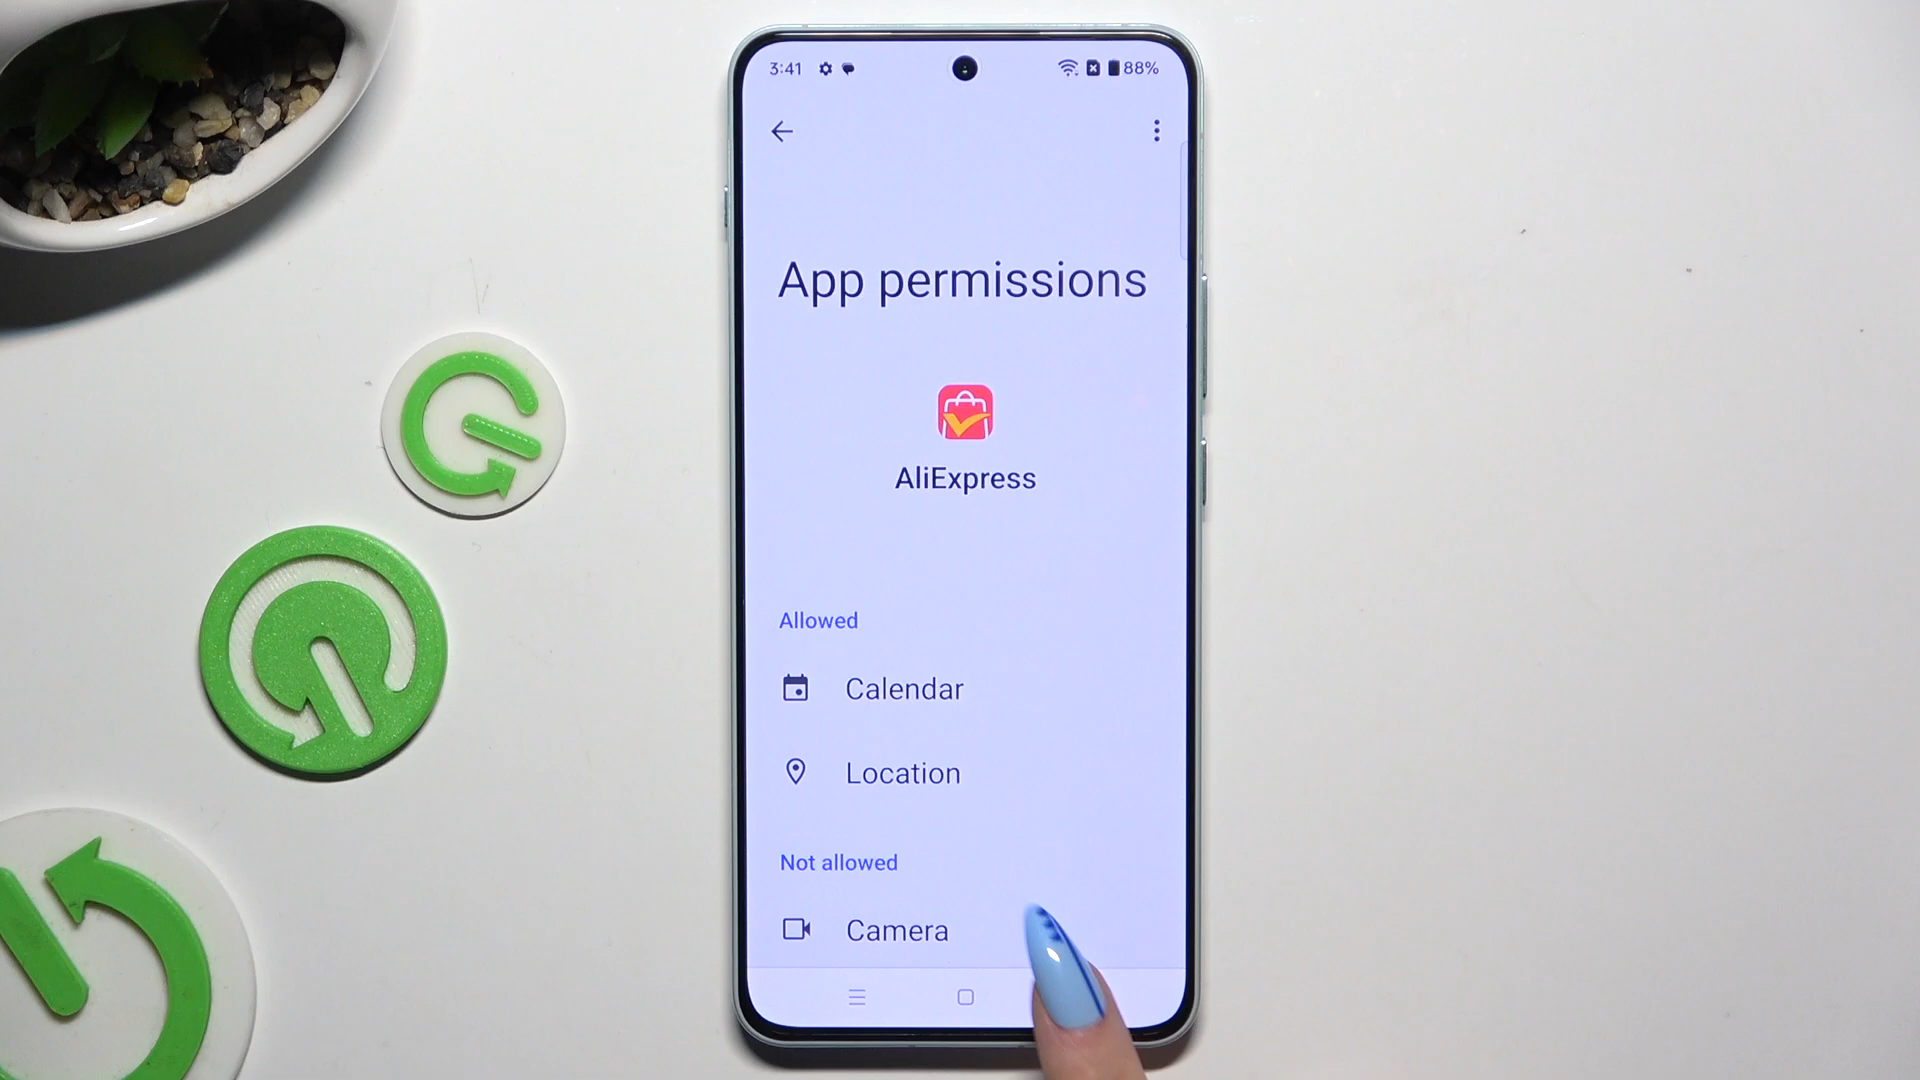 3:41 88%
App permissions
AliExpress
Allowed
Calendar
Location
Not allowed
Camera